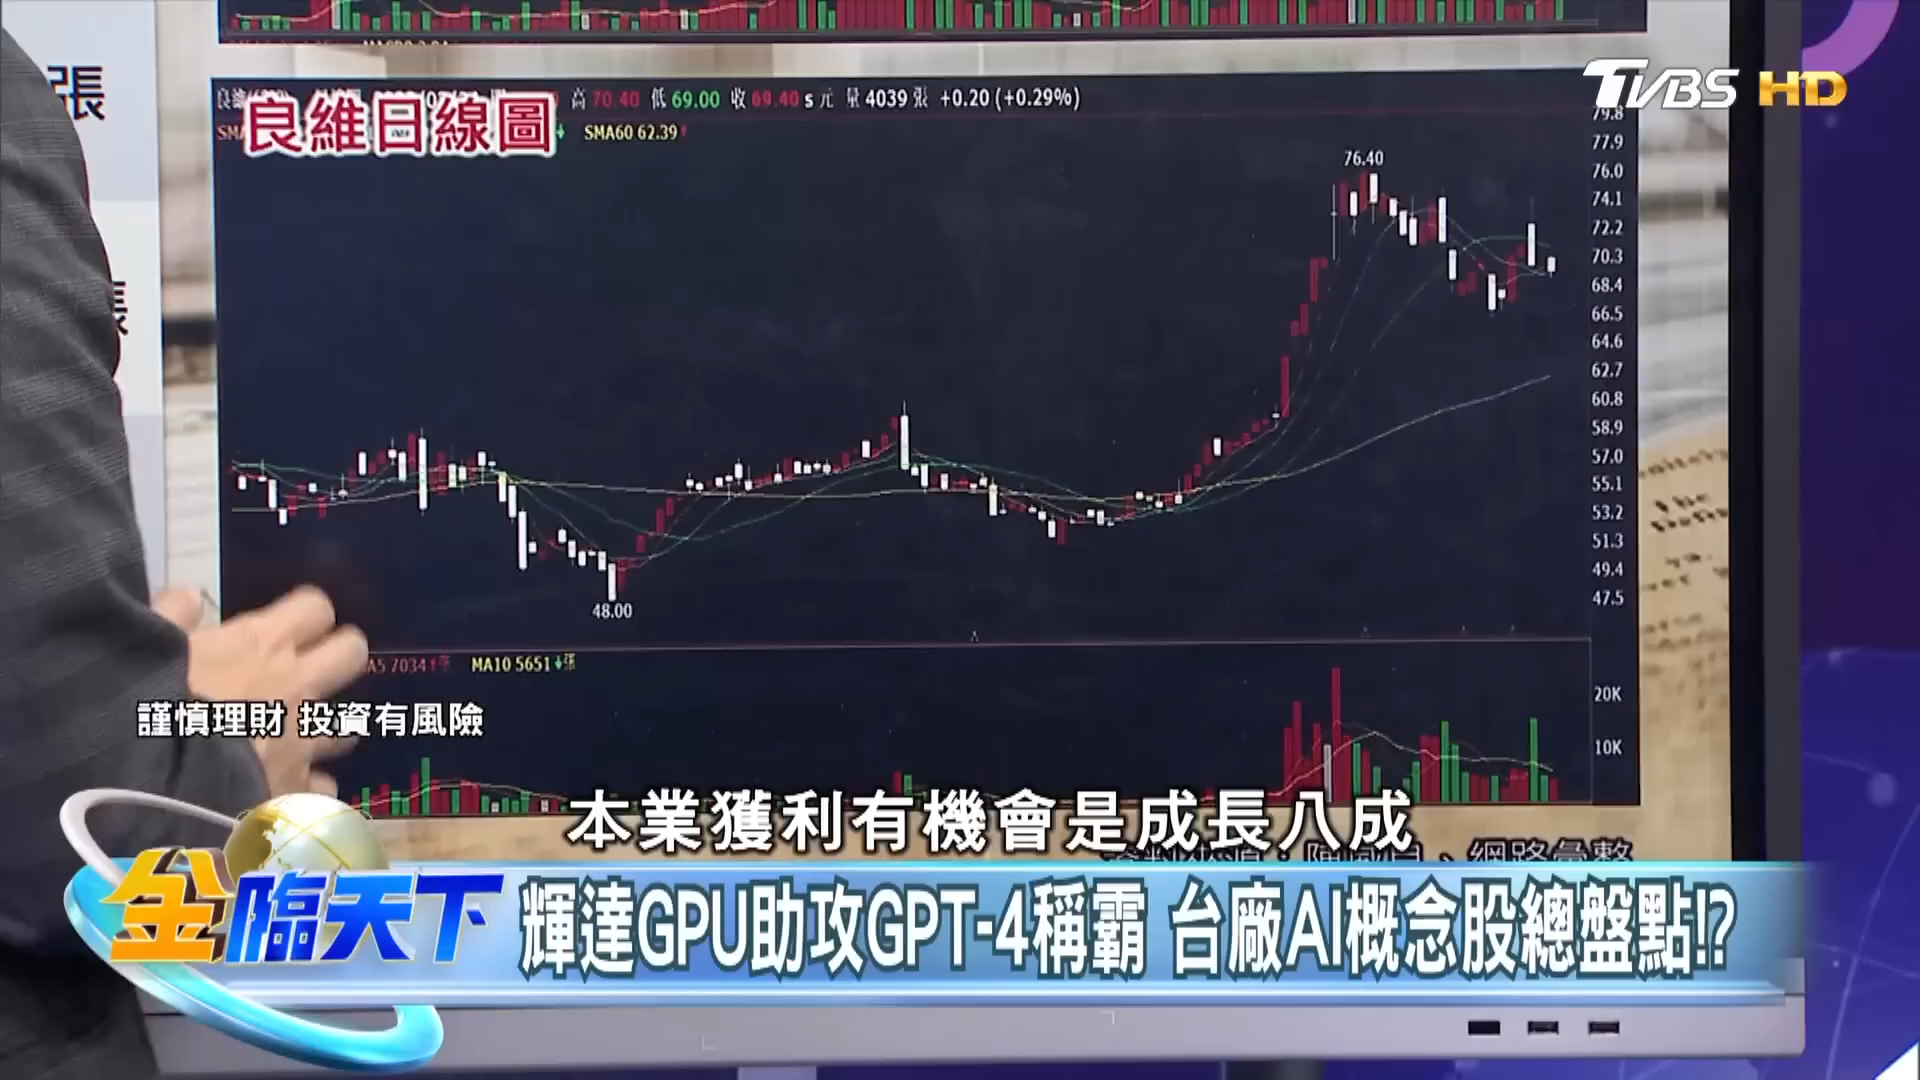 張
TVBS HD
高 70.40 低 69.00 收 69.40 s元 量 4039 張 +0.20 (+0.29%)
良維日線圖
SMA60 62.39
79.8
77.9
76.40
76.0
74.1
72.2
70.3
68.4
66.5
64.6
62.7
60.8
58.9
57.0
55.1
53.2
51.3
49.4
48.00
47.5
A5 7034
MA10 5651 張
20K
謹慎理財 投資有風險
10K
本業獲利有機會是成長八成
金臨天下
輝達GPU助攻GPT-4稱霸 台廠AI概念股總盤點!?